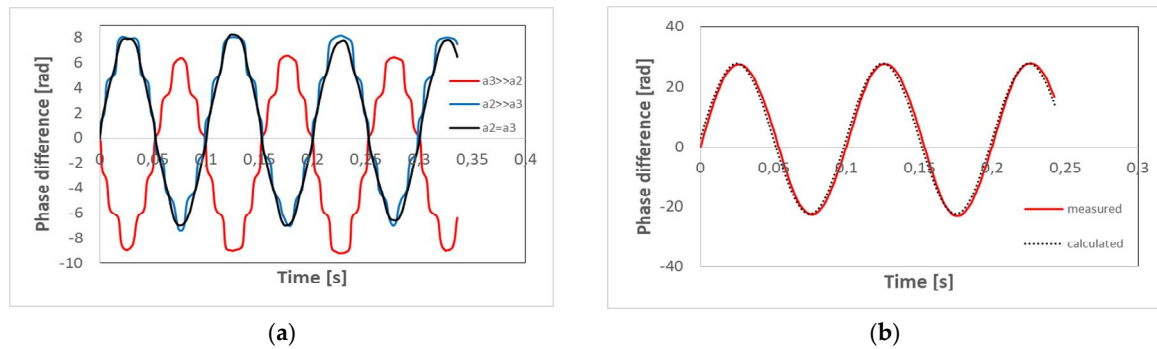 8
6
4
2
0
-2
-4
-6
-8
-10
Phase difference [rad]
0
0,05
0,1
0,15
0,2
0,25
0,3
0,35
0,4
a3>>a2
a2>>a3
a2=a3
Time [s]
(a)
40
20
0
-20
-40
Phase difference [rad]
0
0,05
0,1
0,15
0,2
0,25
0,3
measured
calculated
Time [s]
(b)